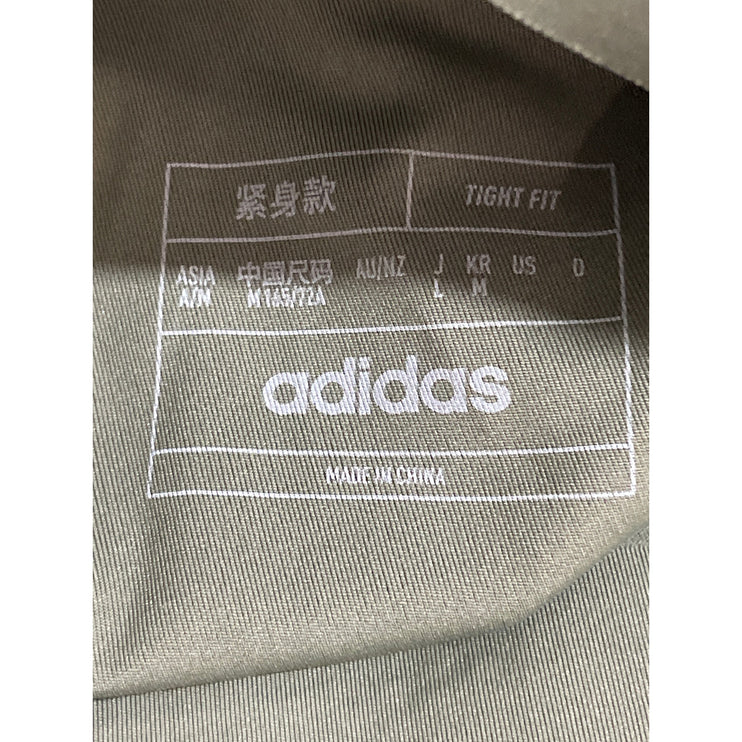 紧身款 TIGHT FIT
ASIA 中国尺码 AU/NZ J KR US D
A/M M 165/72A L M
adidas
MADE IN CHINA